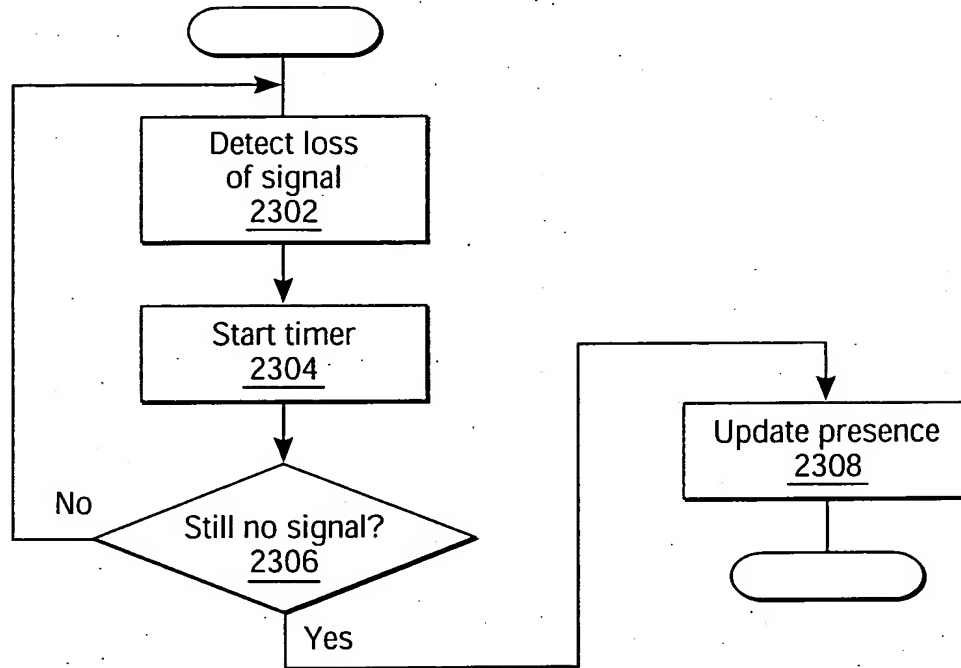 Detect loss
of signal
2302
Start timer
2304
Still no signal?
2306
No
Yes
Update presence
2308